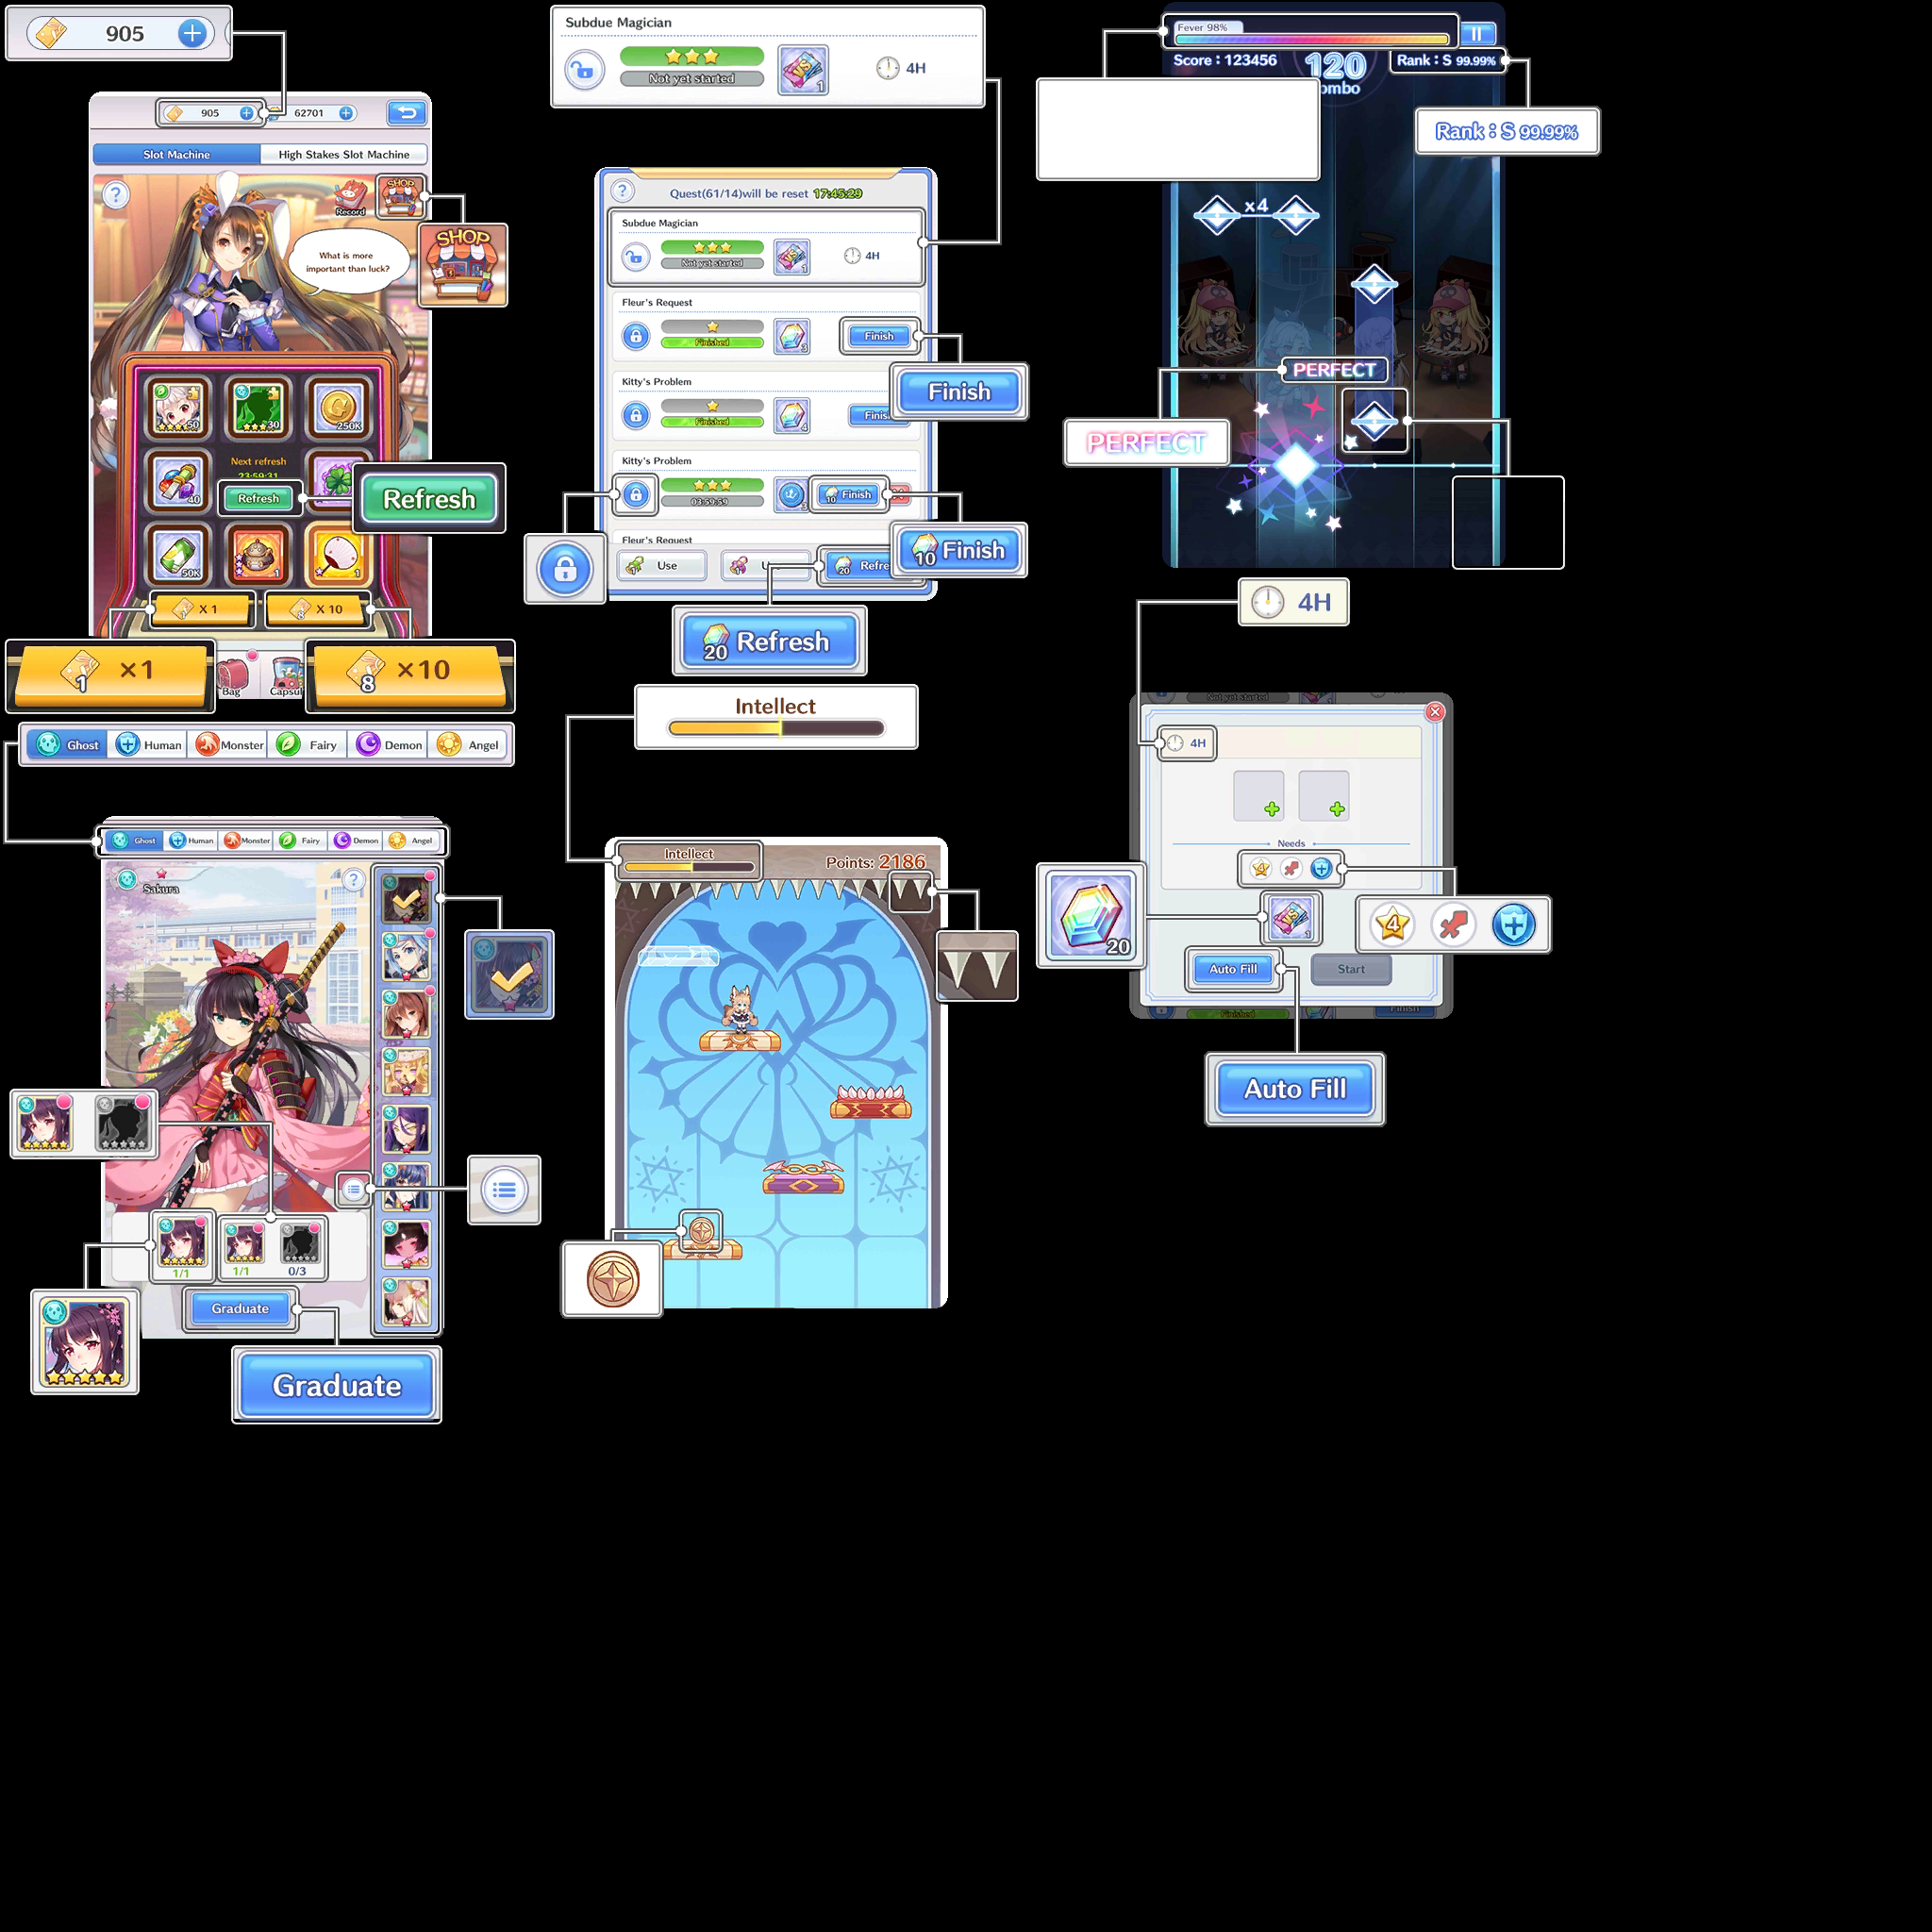 905
905
62701
Slot Machine
High Stakes Slot Machine
Record
SHOP
SHOP
What is more
important than luck?
50
30
250K
Next refresh
23:59:31
40
Refresh
Refresh
50K
1
1
1 X 1
8 X 10
1 ×1
8 ×10
Bag
Capsul
Subdue Magician
Not yet started
1
4H
Quest(61/14)will be reset 17:45:29
Subdue Magician
Not yet started
1
4H
Fleur's Request
Finished
3
Finish
Finish
Kitty's Problem
Finished
4
Finis
Kitty's Problem
03:59:59
10 Finish
10 Finish
Fleur's Request
1 Use
1 U
20 Refre
20 Refresh
Fever 98%
Score : 123456
120
ombo
Rank : S 99.99%
Rank : S 99.99%
x4
PERFECT
PERFECT
Ghost
Human
Monster
Fairy
Demon
Angel
Ghost
Human
Monster
Fairy
Demon
Angel
Sakura
1/1
1/1
0/3
Graduate
Graduate
Intellect
Intellect
Points: 2186
4H
Not yet started
4H
Needs
4
4
20
1
Auto Fill
Start
Finished
Finish
Auto Fill